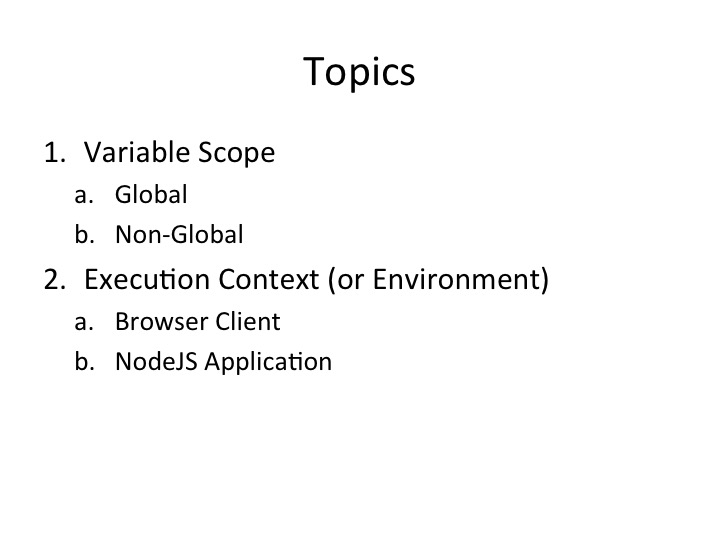 Topics
1. Variable Scope
a. Global
b. Non-Global
2. Execution Context (or Environment)
a. Browser Client
b. NodeJS Application